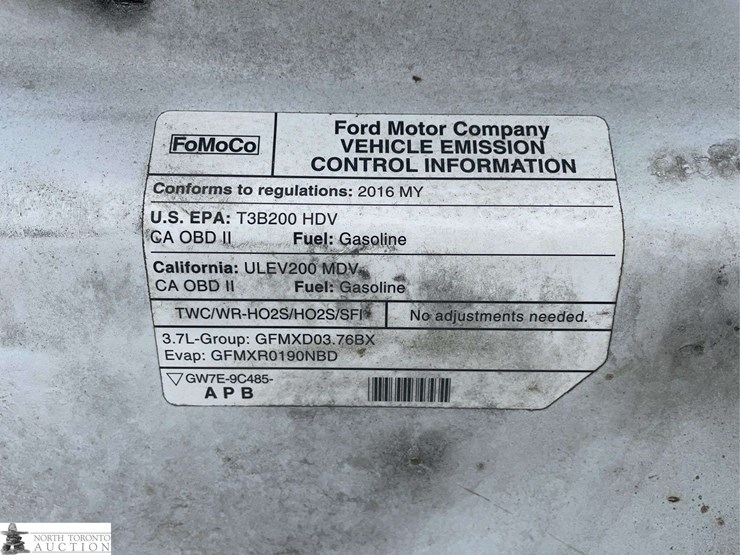 FoMoCo
Ford Motor Company
VEHICLE EMISSION
CONTROL INFORMATION
Conforms to regulations: 2016 MY
U.S. EPA: T3B200 HDV
CA OBD II Fuel: Gasoline
California: ULEV200 MDV
CA OBD II Fuel: Gasoline
TWC/WR-HO2S/HO2S/SFI No adjustments needed.
3.7L-Group: GFMXD03.76BX
Evap: GFMXR0190NBD
GW7E-9C485-
A P B
NORTH TORONTO
AUCTION